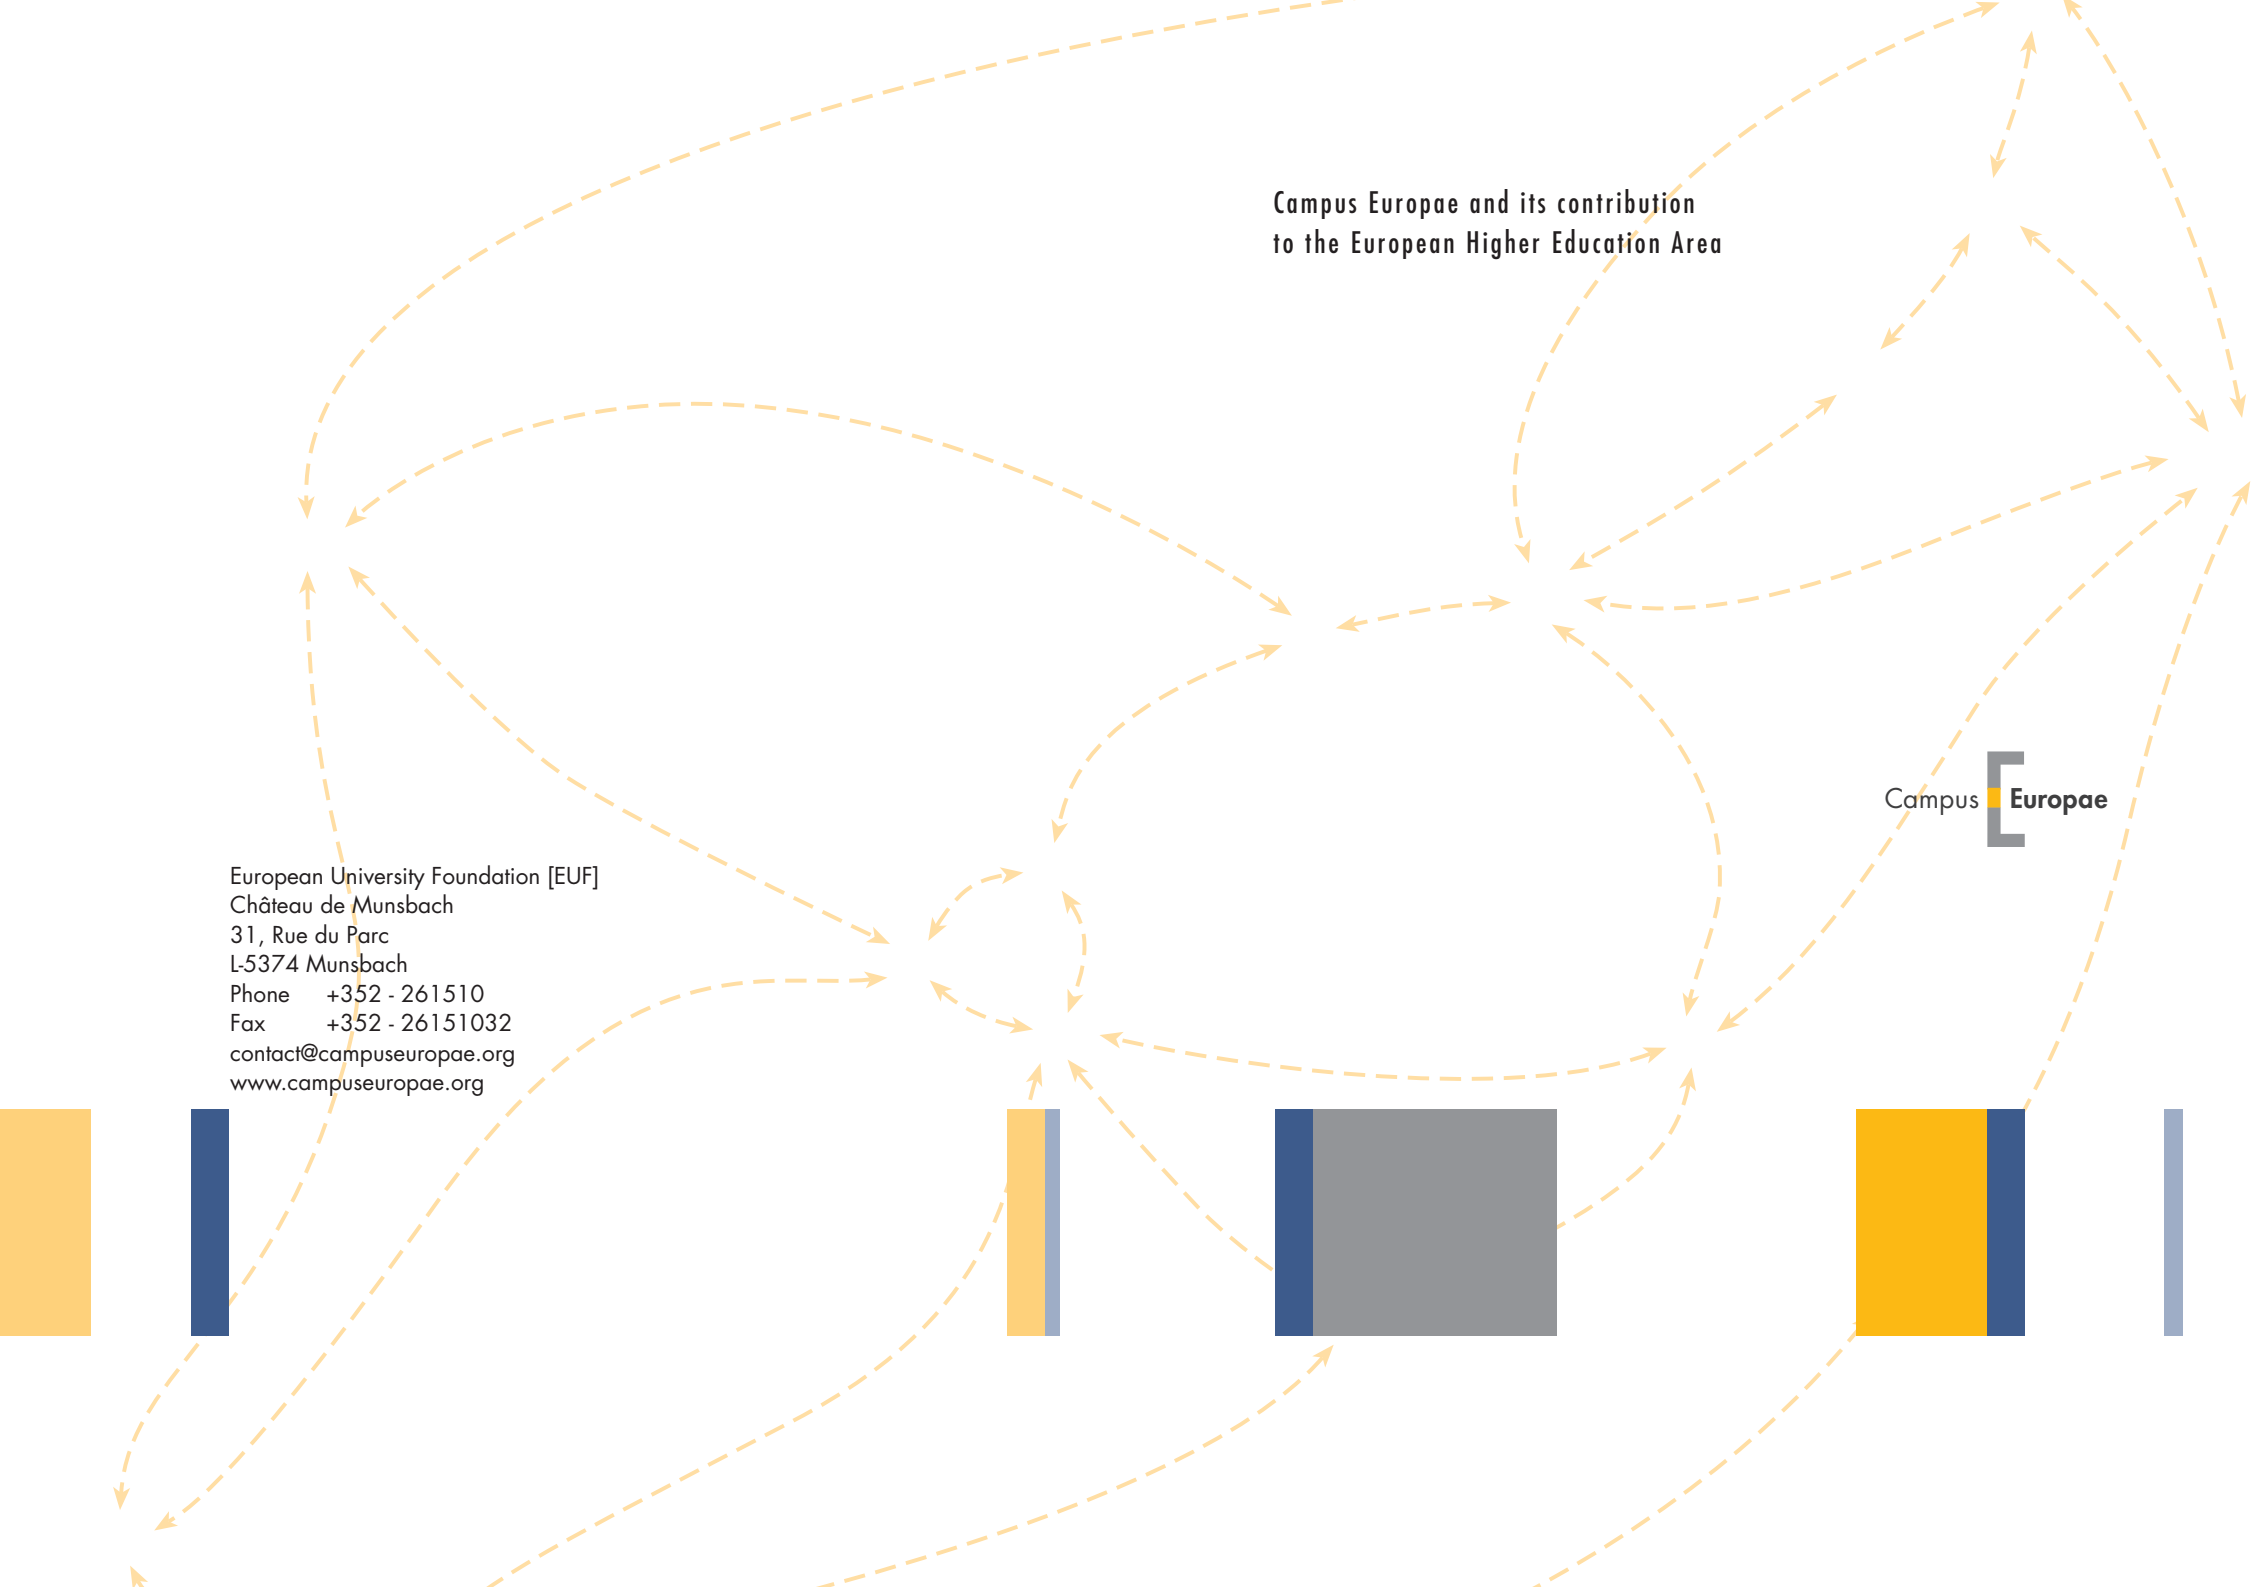 Campus Europae and its contribution
to the European Higher Education Area
Campus Europae
European University Foundation [EUF]
Château de Munsbach
31, Rue du Parc
L-5374 Munsbach
Phone +352 - 261510
Fax +352 - 26151032
contact@campuseuropae.org
www.campuseuropae.org